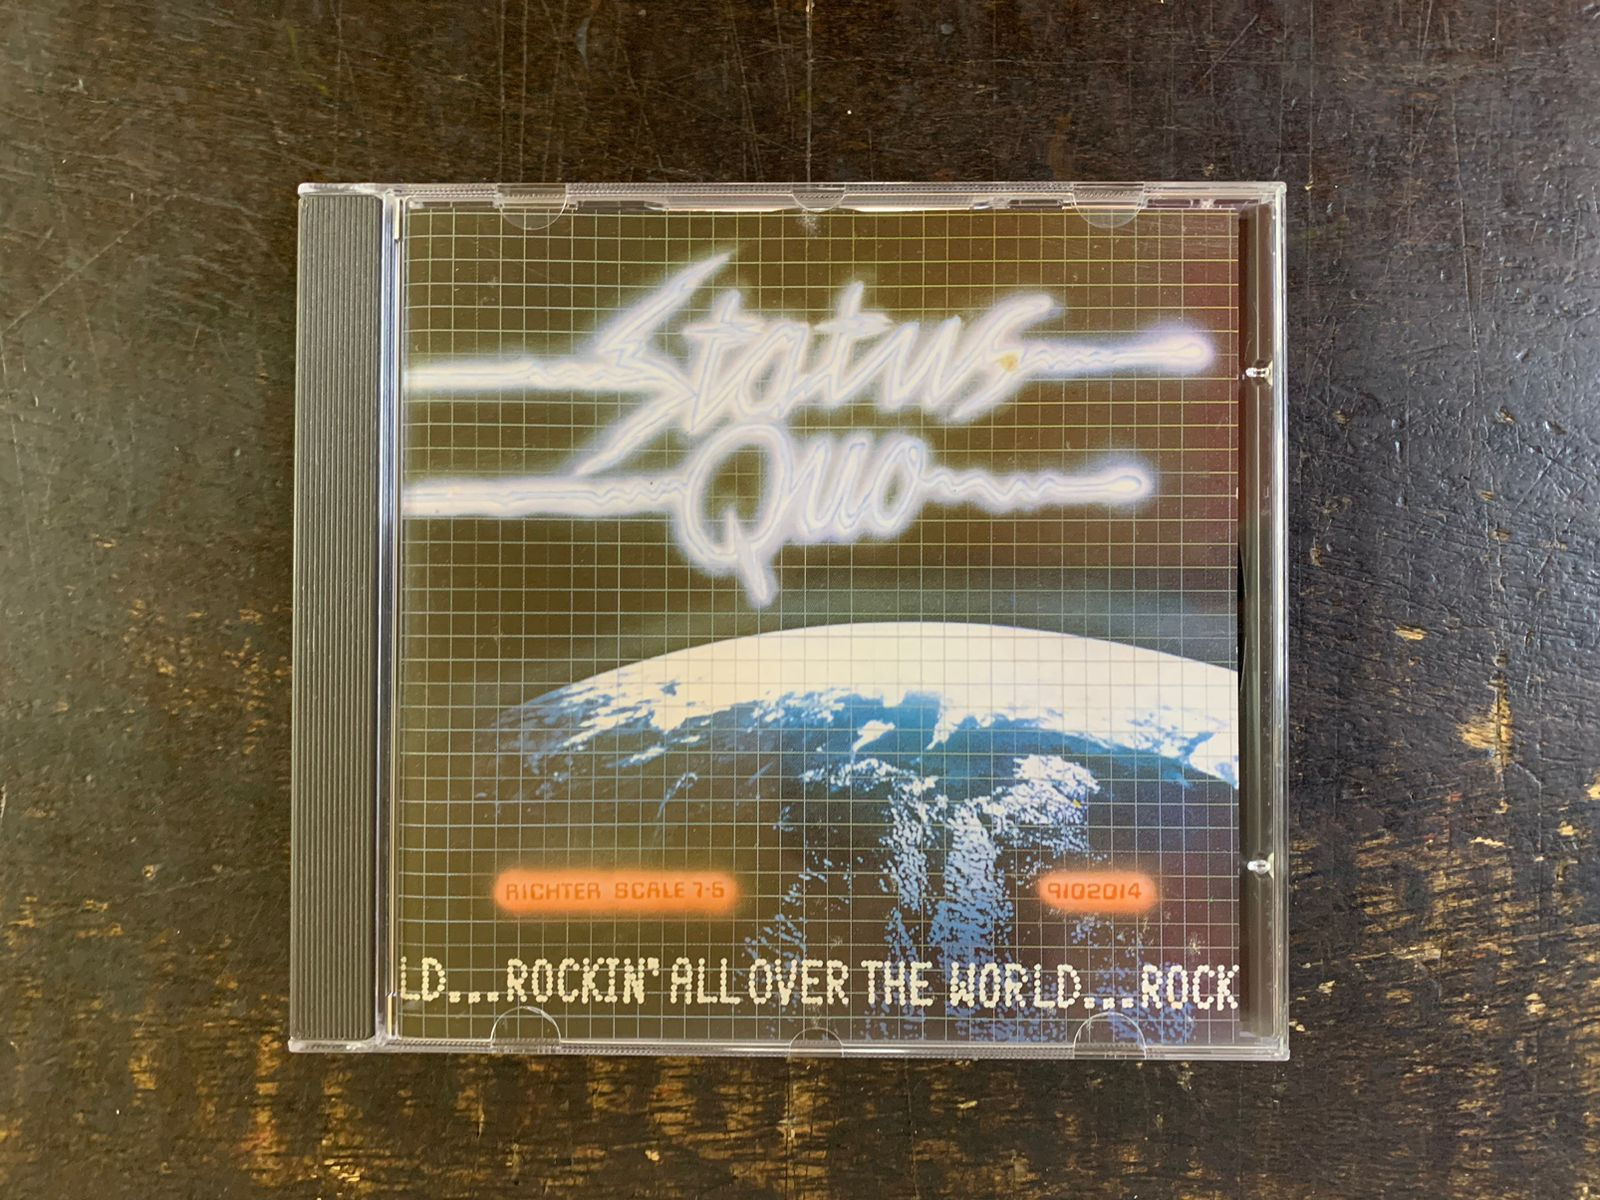 Status
Quo
RICHTER SCALE 7·5
9102014
LD...ROCKIN' ALL OVER THE WORLD...ROCK